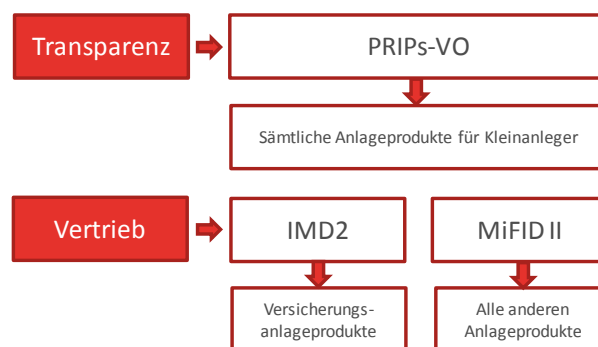 Transparenz
PRIPs-VO
Sämtliche Anlageprodukte für Kleinanleger
Vertrieb
IMD2
MiFID II
Versicherungs-
anlageprodukte
Alle anderen
Anlageprodukte